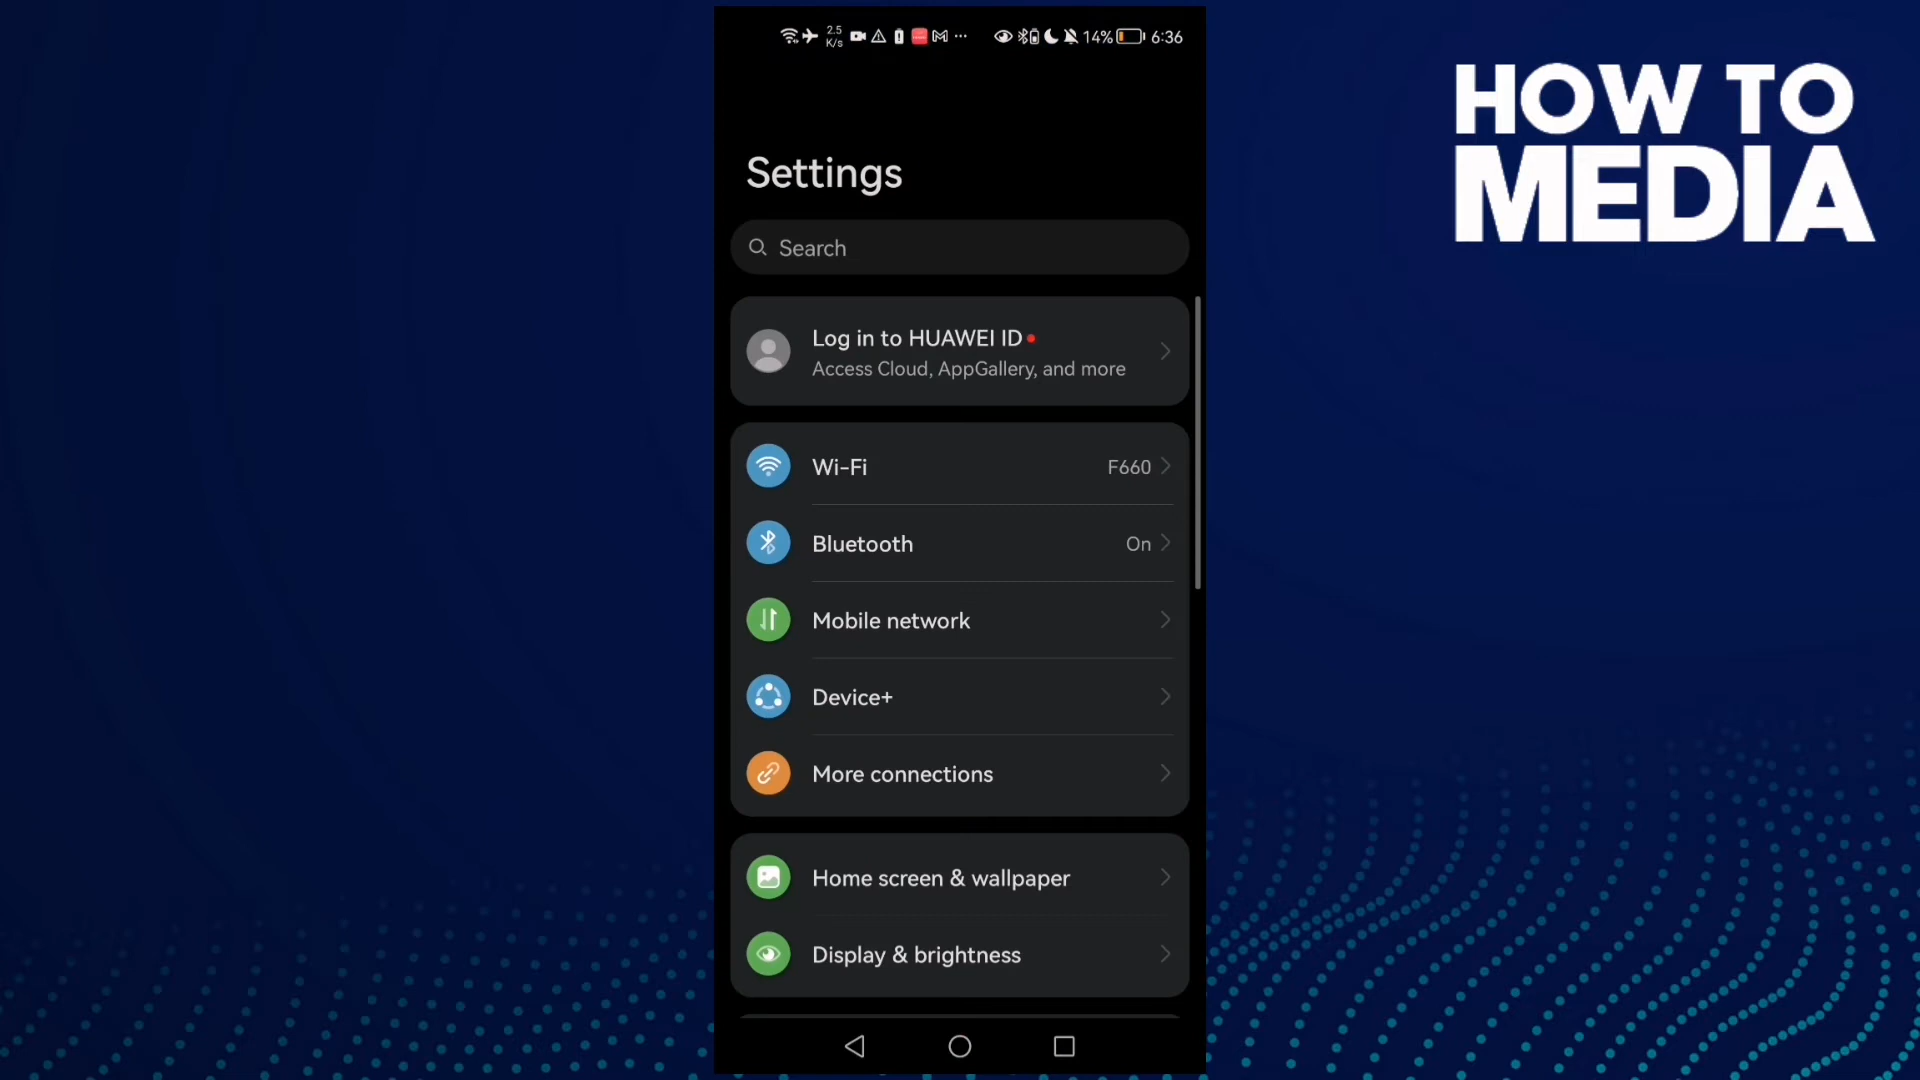 2.5
K/s
14%
6:36
HOW TO
MEDIA
Settings
Search
Log in to HUAWEI ID
Access Cloud, AppGallery, and more
Wi-Fi
F660
Bluetooth
On
Mobile network
Device+
More connections
Home screen & wallpaper
Display & brightness